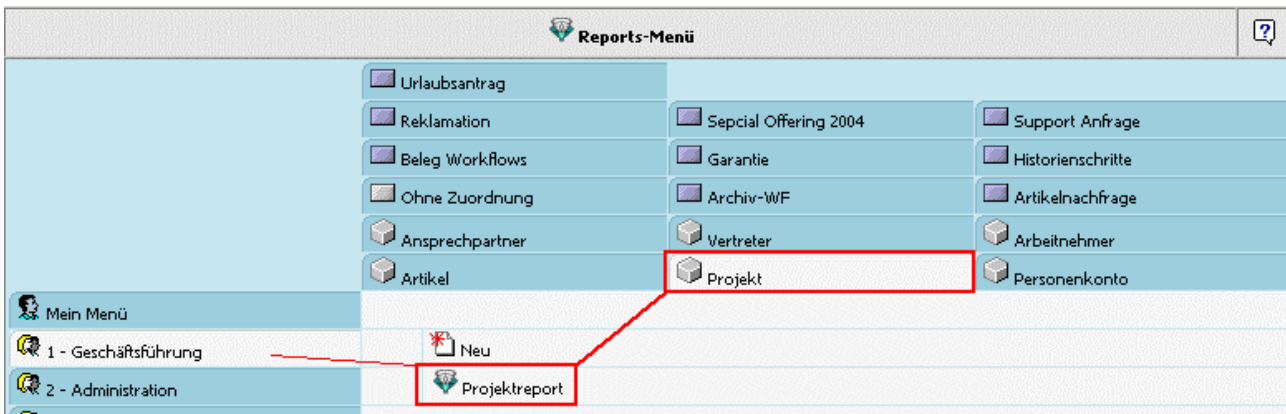 Reports-Menü
Urlaubsantrag
Reklamation Sepcial Offering 2004 Support Anfrage
Beleg Workflows Garantie Historienschritte
Ohne Zuordnung Archiv-WF Artikelnachfrage
Ansprechpartner Vertreter Arbeitnehmer
Artikel Projekt Personenkonto
Mein Menü
1 - Geschäftsführung Neu
2 - Administration Projektreport